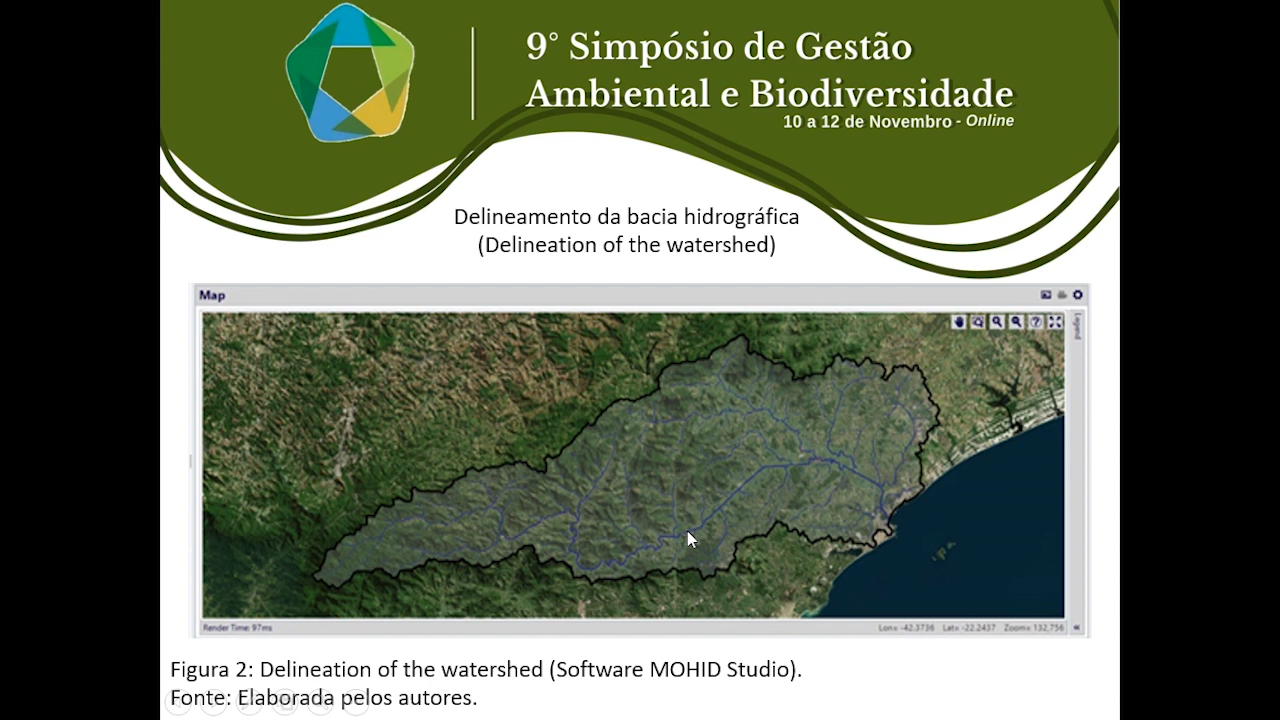 9° Simpósio de Gestão
Ambiental e Biodiversidade
10 a 12 de Novembro - Online
Delineamento da bacia hidrográfica
(Delineation of the watershed)
Map
Legend
Render Time: 97ms
Lon= -42.3736 Lat= -22.2437 Zoom= 132,756
Figura 2: Delineation of the watershed (Software MOHID Studio).
Fonte: Elaborada pelos autores.